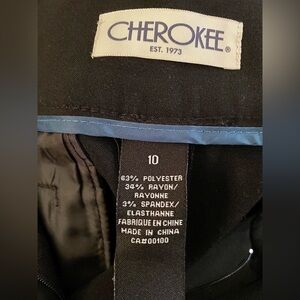 CHEROKEE®
EST. 1973
10
63% POLYESTER
34% RAYON/
RAYONNE
3% SPANDEX/
ELASTHANNE
FABRIQUE EN CHINE
MADE IN CHINA
CA#00100